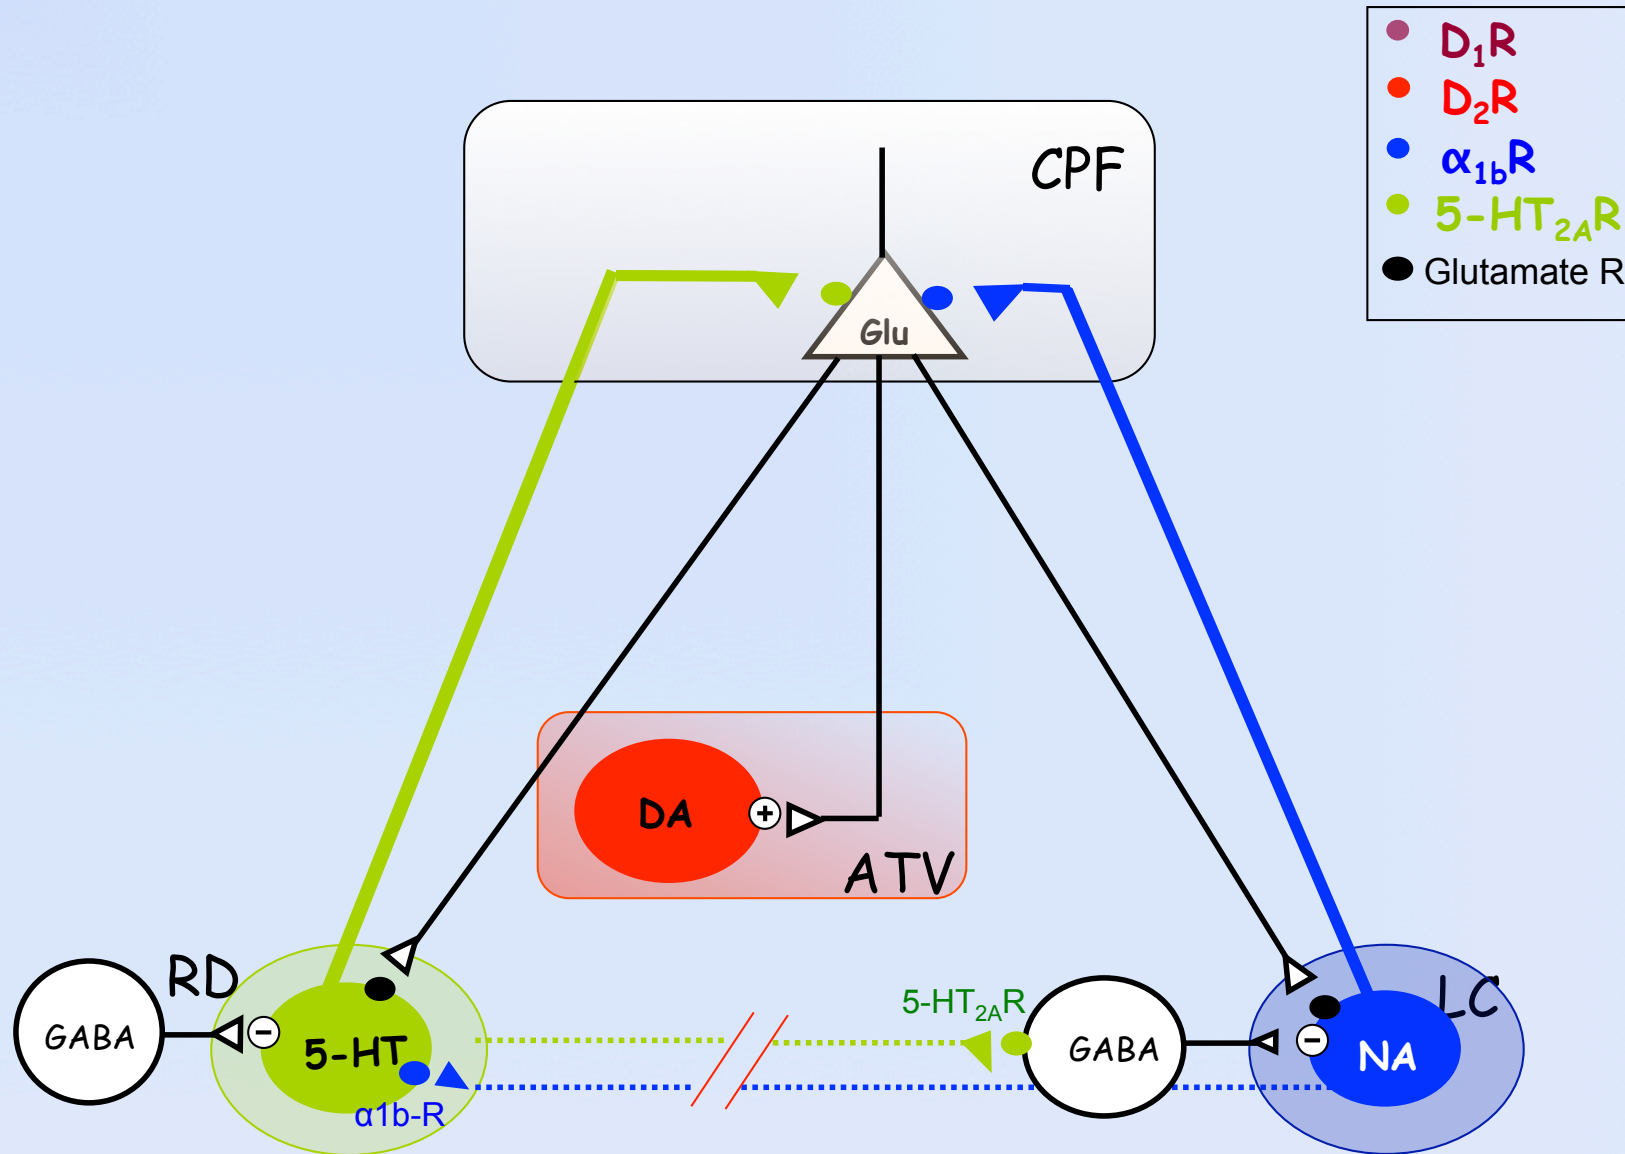 D₁R
D₂R
α₁bR
5-HT₂AR
Glutamate R
CPF
Glu
DA
+
ATV
RD
GABA
−
5-HT
α1b-R
5-HT₂AR
GABA
−
NA
LC